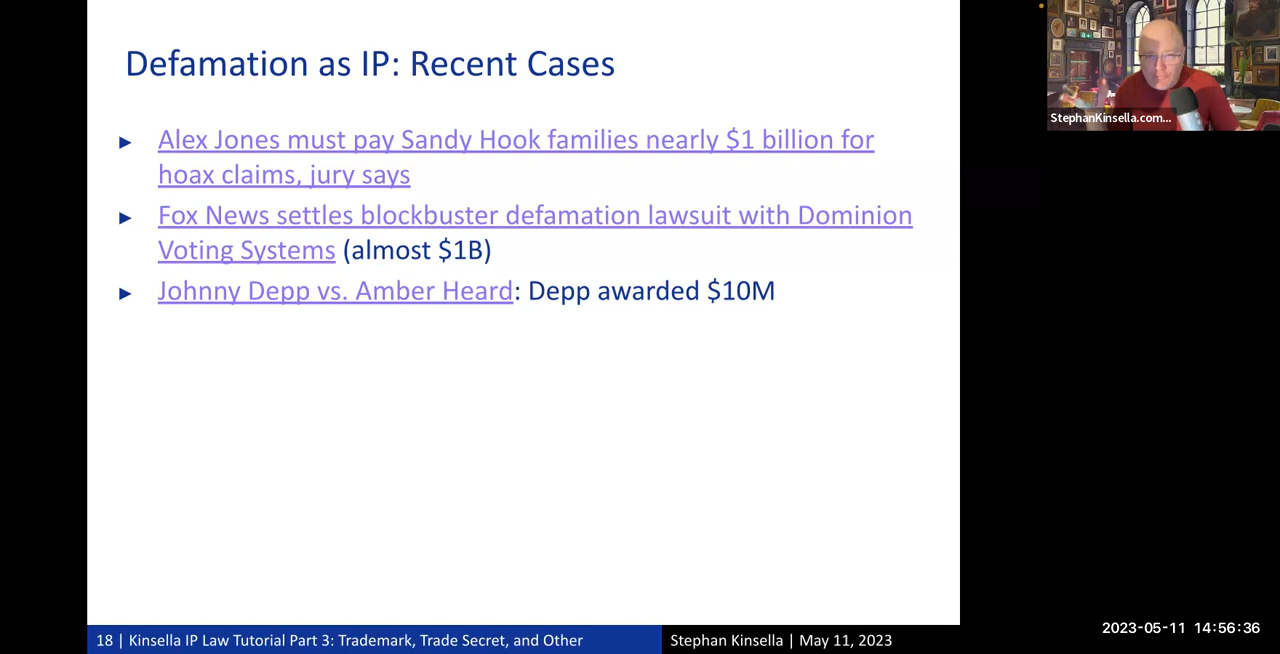 Defamation as IP: Recent Cases
Alex Jones must pay Sandy Hook families nearly $1 billion for
hoax claims, jury says
Fox News settles blockbuster defamation lawsuit with Dominion
Voting Systems (almost $1B)
Johnny Depp vs. Amber Heard: Depp awarded $10M
StephanKinsella.com...
18 | Kinsella IP Law Tutorial Part 3: Trademark, Trade Secret, and Other
Stephan Kinsella | May 11, 2023
2023-05-11 14:56:36